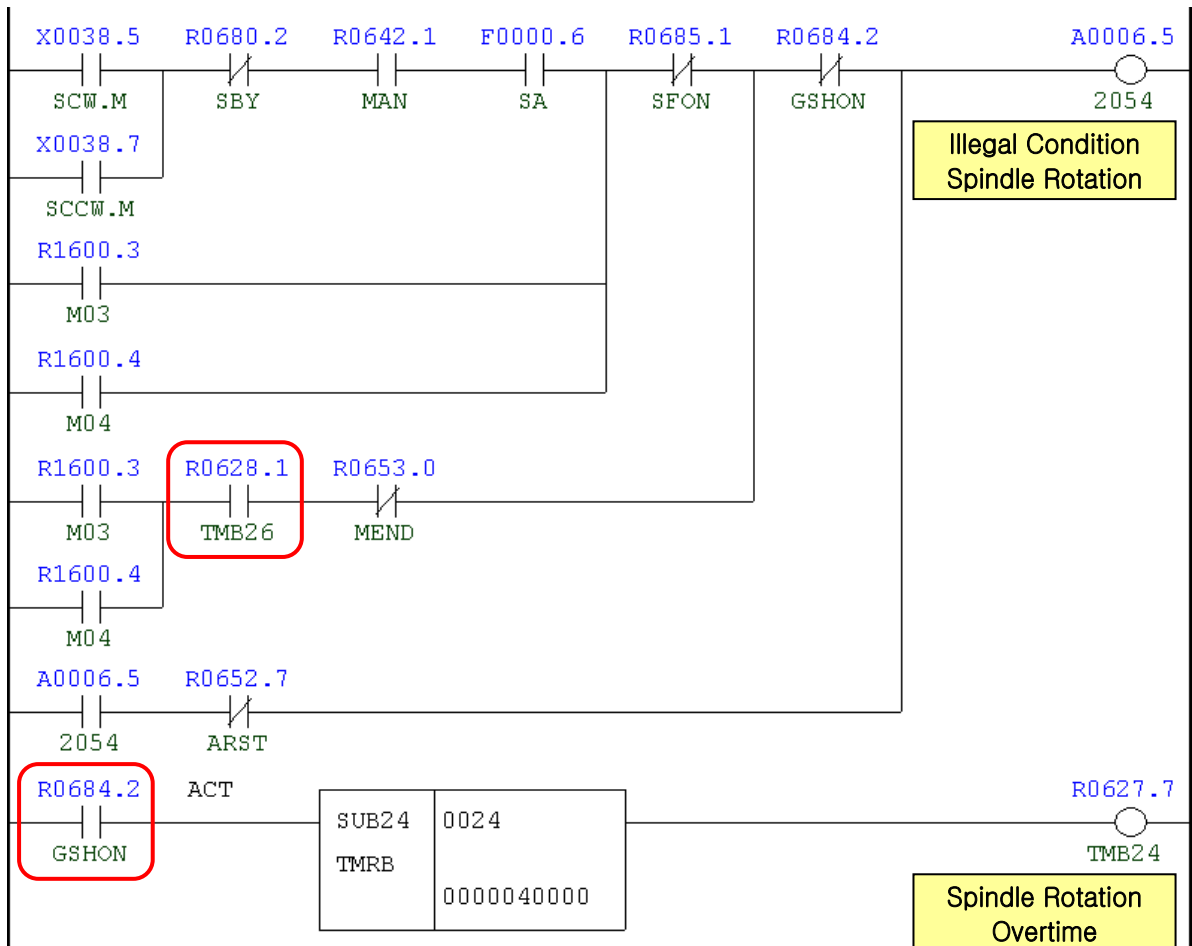 X0038.5 R0680.2 R0642.1 F0000.6 R0685.1 R0684.2 A0006.5
SCW.M SBY MAN SA SFON GSHON 2054
X0038.7
SCCW.M
Illegal Condition
Spindle Rotation
R1600.3
M03
R1600.4
M04
R1600.3 R0628.1 R0653.0
M03 TMB26 MEND
R1600.4
M04
A0006.5 R0652.7
2054 ARST
R0684.2 ACT R0627.7
SUB24 0024
GSHON TMRB TMB24
0000040000
Spindle Rotation
Overtime